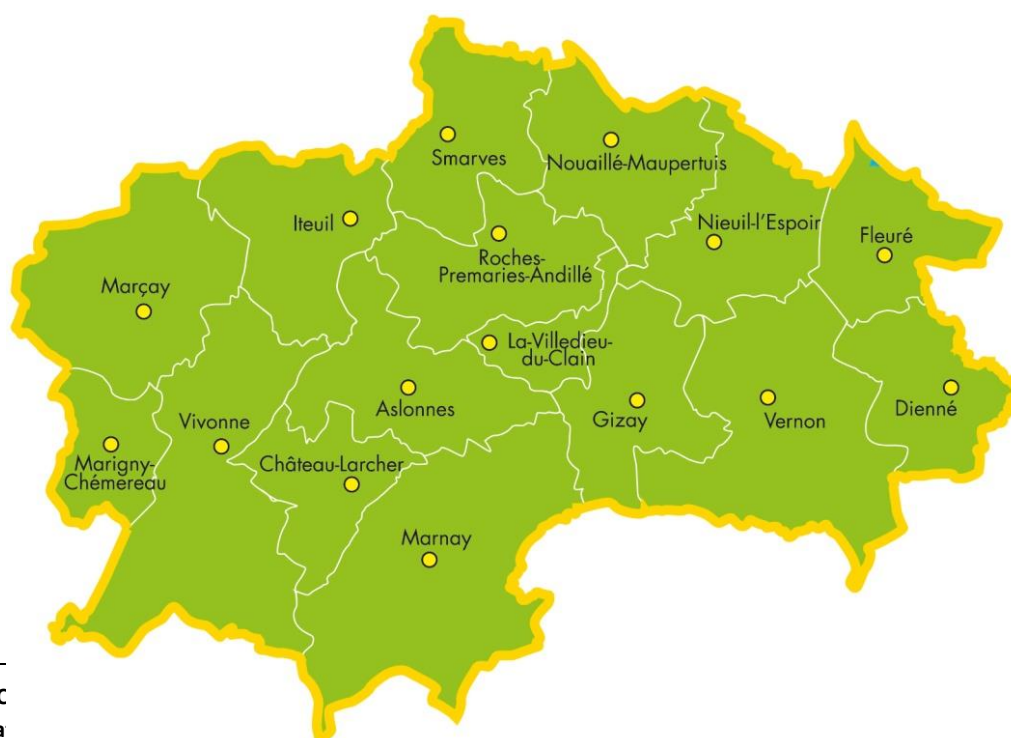 Smarves
Nouaillé-Maupertuis
Iteuil
Nieuil-l'Espoir
Fleuré
Roches-
Premaries-Andillé
Marçay
La-Villedieu-
du-Clain
Aslonnes
Gizay
Vernon
Dienné
Vivonne
Marigny-
Chémereau
Château-Larcher
Marnay